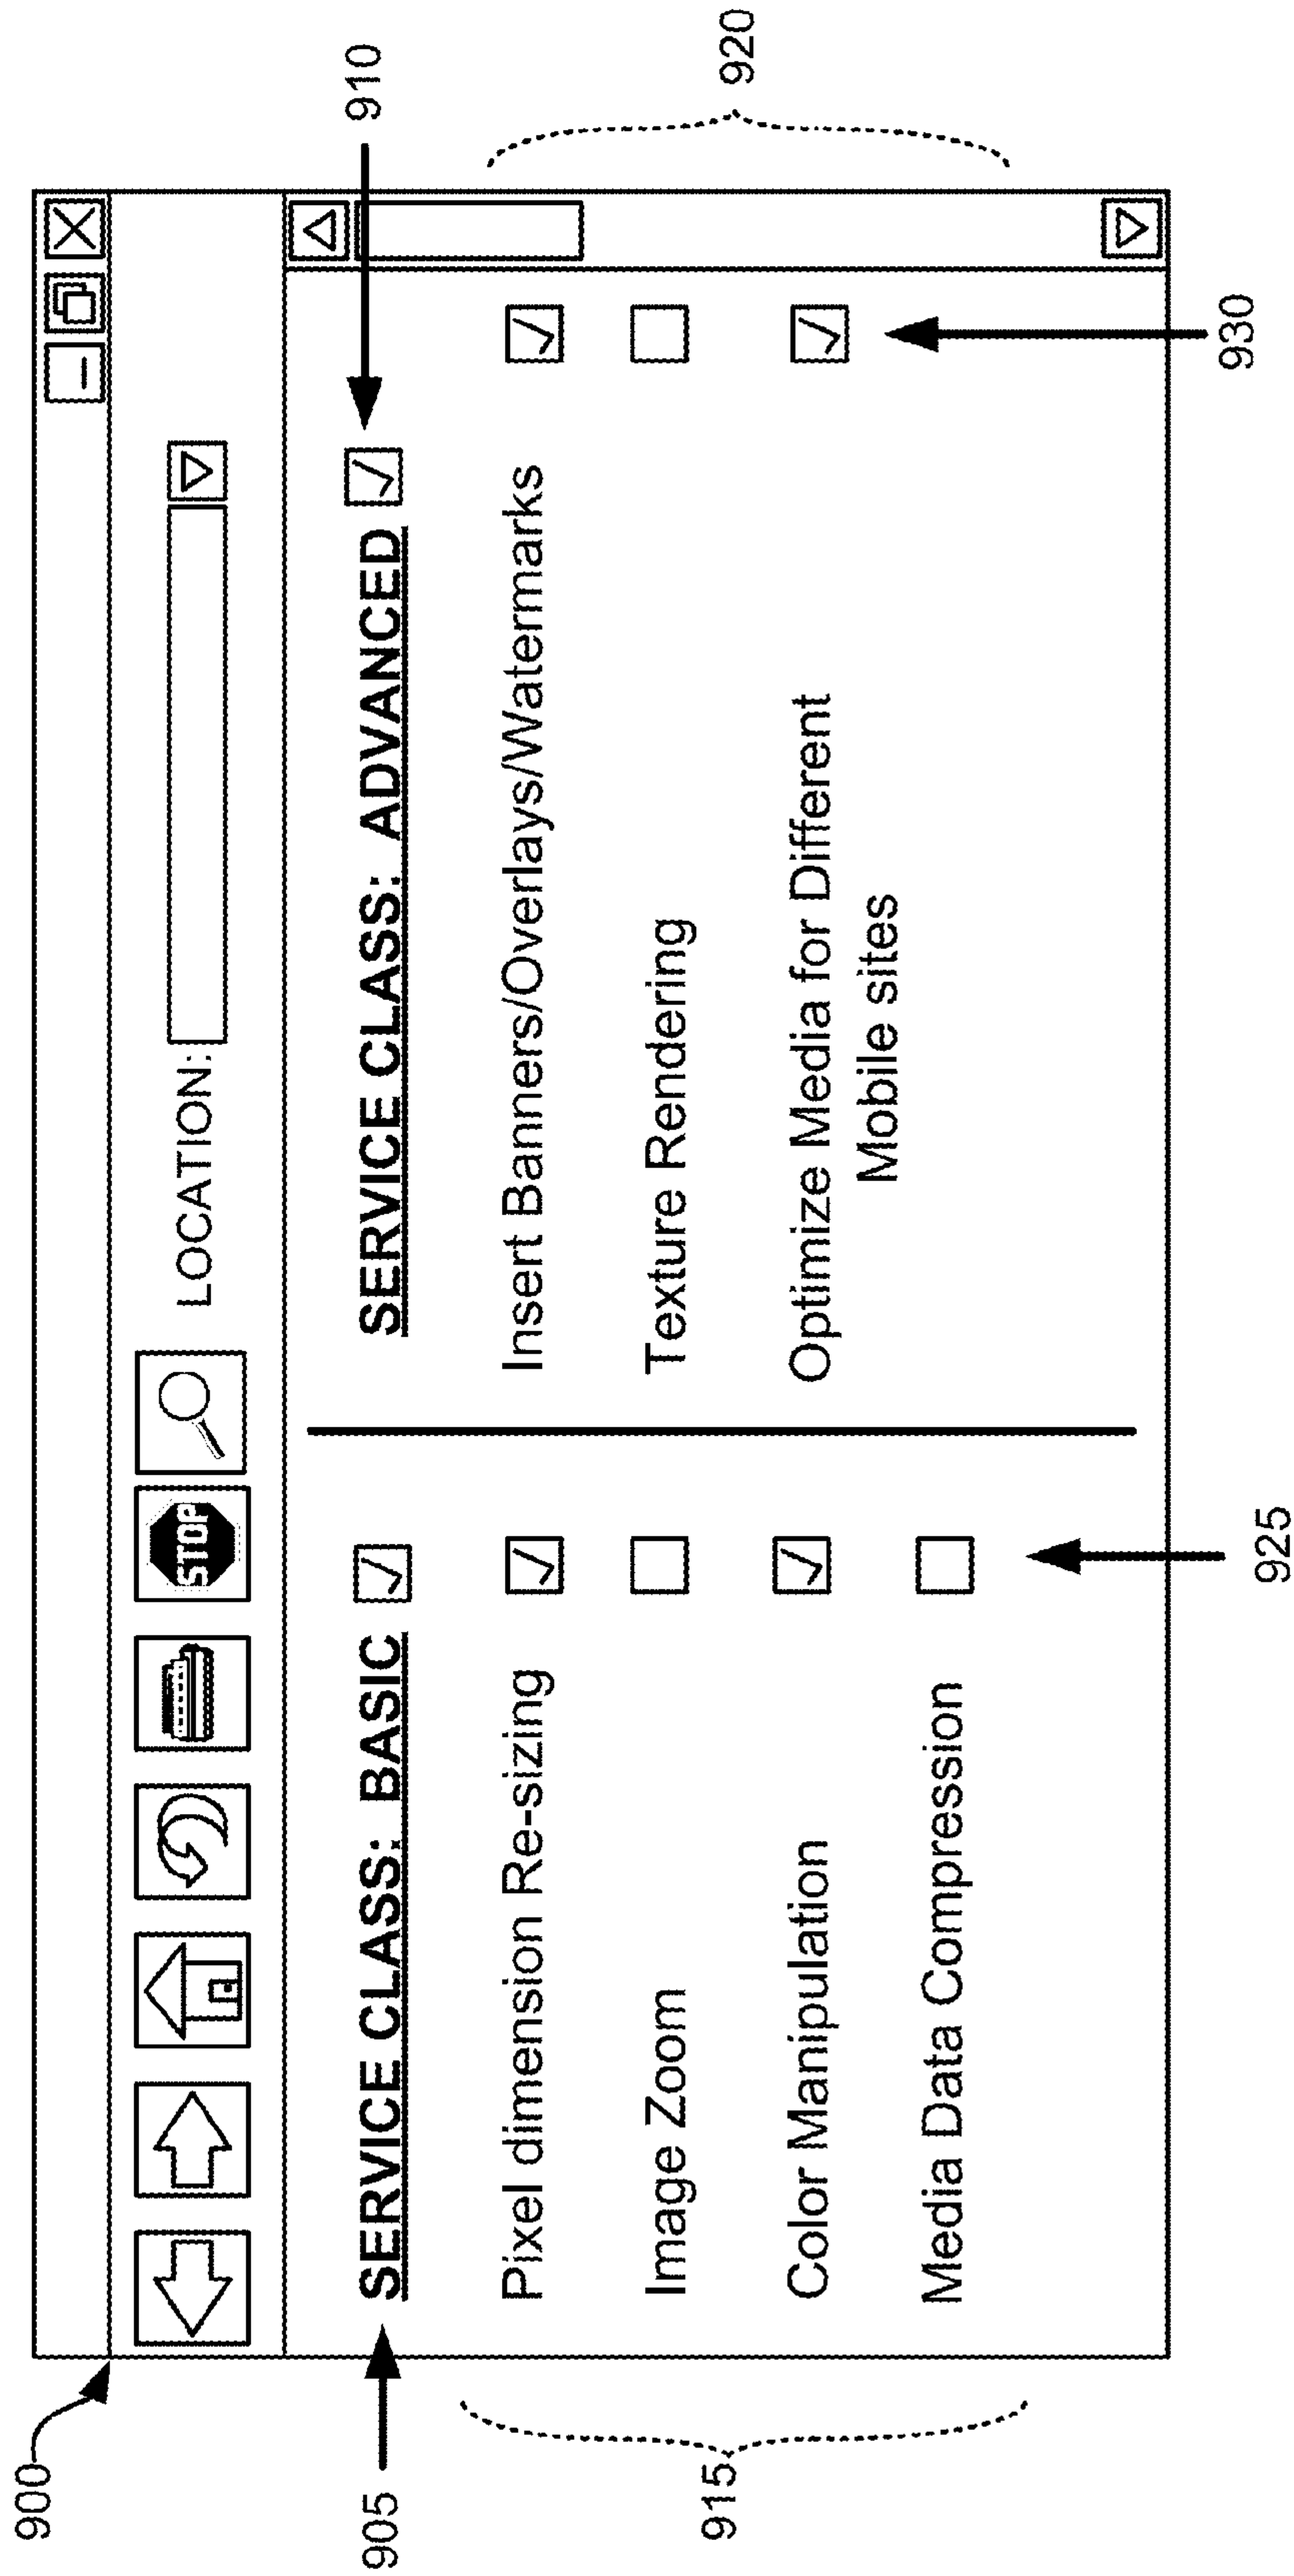 900
STOP
LOCATION:
905
SERVICE CLASS: BASIC
SERVICE CLASS: ADVANCED
910
915
Pixel dimension Re-sizing
Image Zoom
Color Manipulation
Media Data Compression
925
Insert Banners/Overlays/Watermarks
Texture Rendering
Optimize Media for Different
Mobile sites
920
930